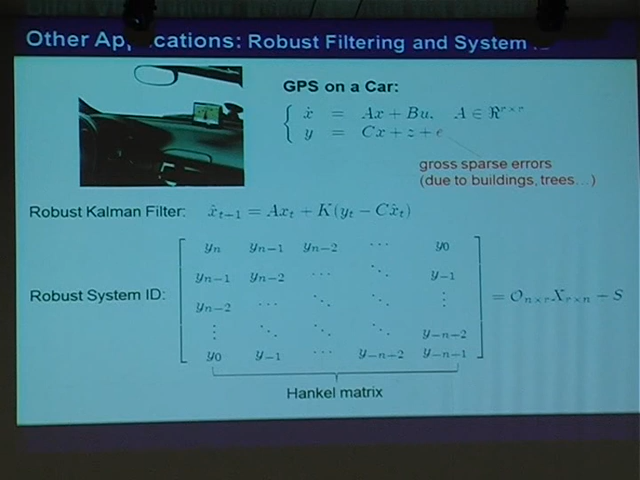 Other Applications: Robust Filtering and System ID
GPS on a Car:
ẋ = Ax + Bu, A ∈ ℜ^{r×r}
y = Cx + z + e
gross sparse errors
(due to buildings, trees…)
Robust Kalman Filter: x̂_{t+1} = Ax_t + K(y_t − Cx̂_t)
Robust System ID:
y_n y_{n−1} y_{n−2} ⋯ y_0
y_{n−1} y_{n−2} ⋯ ⋱ y_{−1}
y_{n−2} ⋯ ⋱ ⋱ ⋮
⋮ ⋱ ⋱ ⋱ y_{−n+2}
y_0 y_{−1} ⋯ y_{−n+2} y_{−n+1}
= O_{n×r} X_{r×n} + S
Hankel matrix